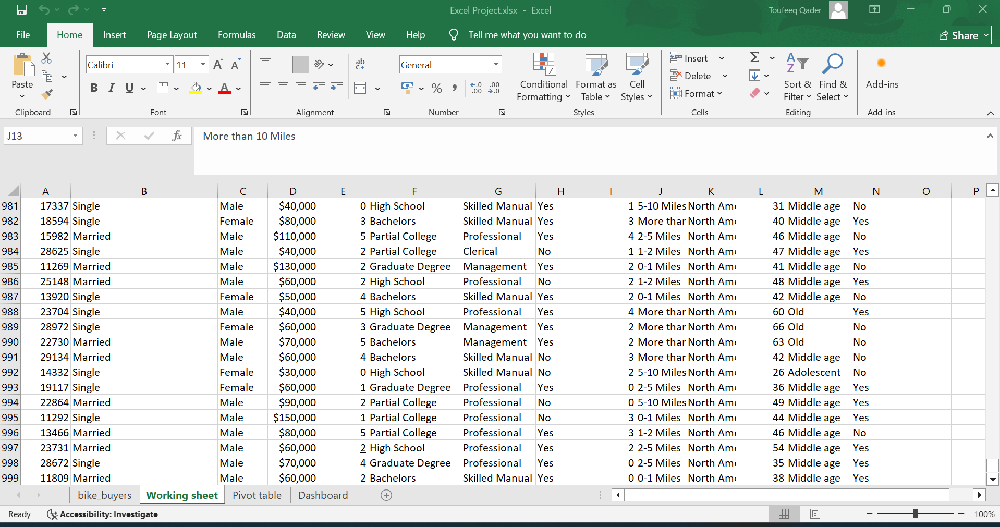 Excel Project.xlsx - Excel
Toufeeq Qader
File Home Insert Page Layout Formulas Data Review View Help Tell me what you want to do
Share
Paste
Clipboard
Calibri 11
B I U A
Font
ab
Alignment
General
% .00
Number
Conditional Formatting
Format as Table
Cell Styles
Styles
Insert
Delete
Format
Cells
Σ
Sort & Filter
Find & Select
Editing
Add-ins
Add-ins
J13 fx More than 10 Miles
A B C D E F G H I J K L M N O P
981 17337 Single Male $40,000 0 High School Skilled Manual Yes 1 5-10 Miles North Am 31 Middle age No
982 18594 Single Female $80,000 3 Bachelors Skilled Manual Yes 3 More thar North Am 40 Middle age Yes
983 15982 Married Male $110,000 5 Partial College Professional Yes 4 2-5 Miles North Am 46 Middle age No
984 28625 Single Male $40,000 2 Partial College Clerical No 1 1-2 Miles North Am 47 Middle age Yes
985 11269 Married Male $130,000 2 Graduate Degree Management Yes 2 0-1 Miles North Am 41 Middle age No
986 25148 Married Male $60,000 2 High School Professional No 2 1-2 Miles North Am 48 Middle age Yes
987 13920 Single Female $50,000 4 Bachelors Skilled Manual Yes 2 0-1 Miles North Am 42 Middle age No
988 23704 Single Male $40,000 5 High School Professional Yes 4 More thar North Am 60 Old Yes
989 28972 Single Female $60,000 3 Graduate Degree Management Yes 2 More thar North Am 66 Old No
990 22730 Married Male $70,000 5 Bachelors Management Yes 2 More thar North Am 63 Old No
991 29134 Married Male $60,000 4 Bachelors Skilled Manual No 3 More thar North Am 42 Middle age No
992 14332 Single Female $30,000 0 High School Skilled Manual No 2 5-10 Miles North Am 26 Adolescent No
993 19117 Single Female $60,000 1 Graduate Degree Professional Yes 0 2-5 Miles North Am 36 Middle age Yes
994 22864 Married Male $90,000 2 Partial College Professional No 0 5-10 Miles North Am 49 Middle age Yes
995 11292 Single Male $150,000 1 Partial College Professional No 3 0-1 Miles North Am 44 Middle age Yes
996 13466 Married Male $80,000 5 Partial College Professional Yes 3 1-2 Miles North Am 46 Middle age No
997 23731 Married Male $60,000 2 High School Professional Yes 2 2-5 Miles North Am 54 Middle age Yes
998 28672 Single Male $70,000 4 Graduate Degree Professional Yes 0 2-5 Miles North Am 35 Middle age Yes
999 11809 Married Male $60,000 2 Bachelors Skilled Manual Yes 0 0-1 Miles North Am 38 Middle age Yes
bike_buyers Working sheet Pivot table Dashboard
Ready Accessibility: Investigate 100%